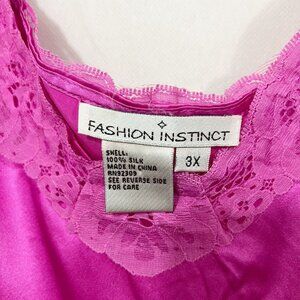 FASHION INSTINCT
3X
SHELL:
100% SILK
MADE IN CHINA
RN92309
SEE REVERSE SIDE
FOR CARE